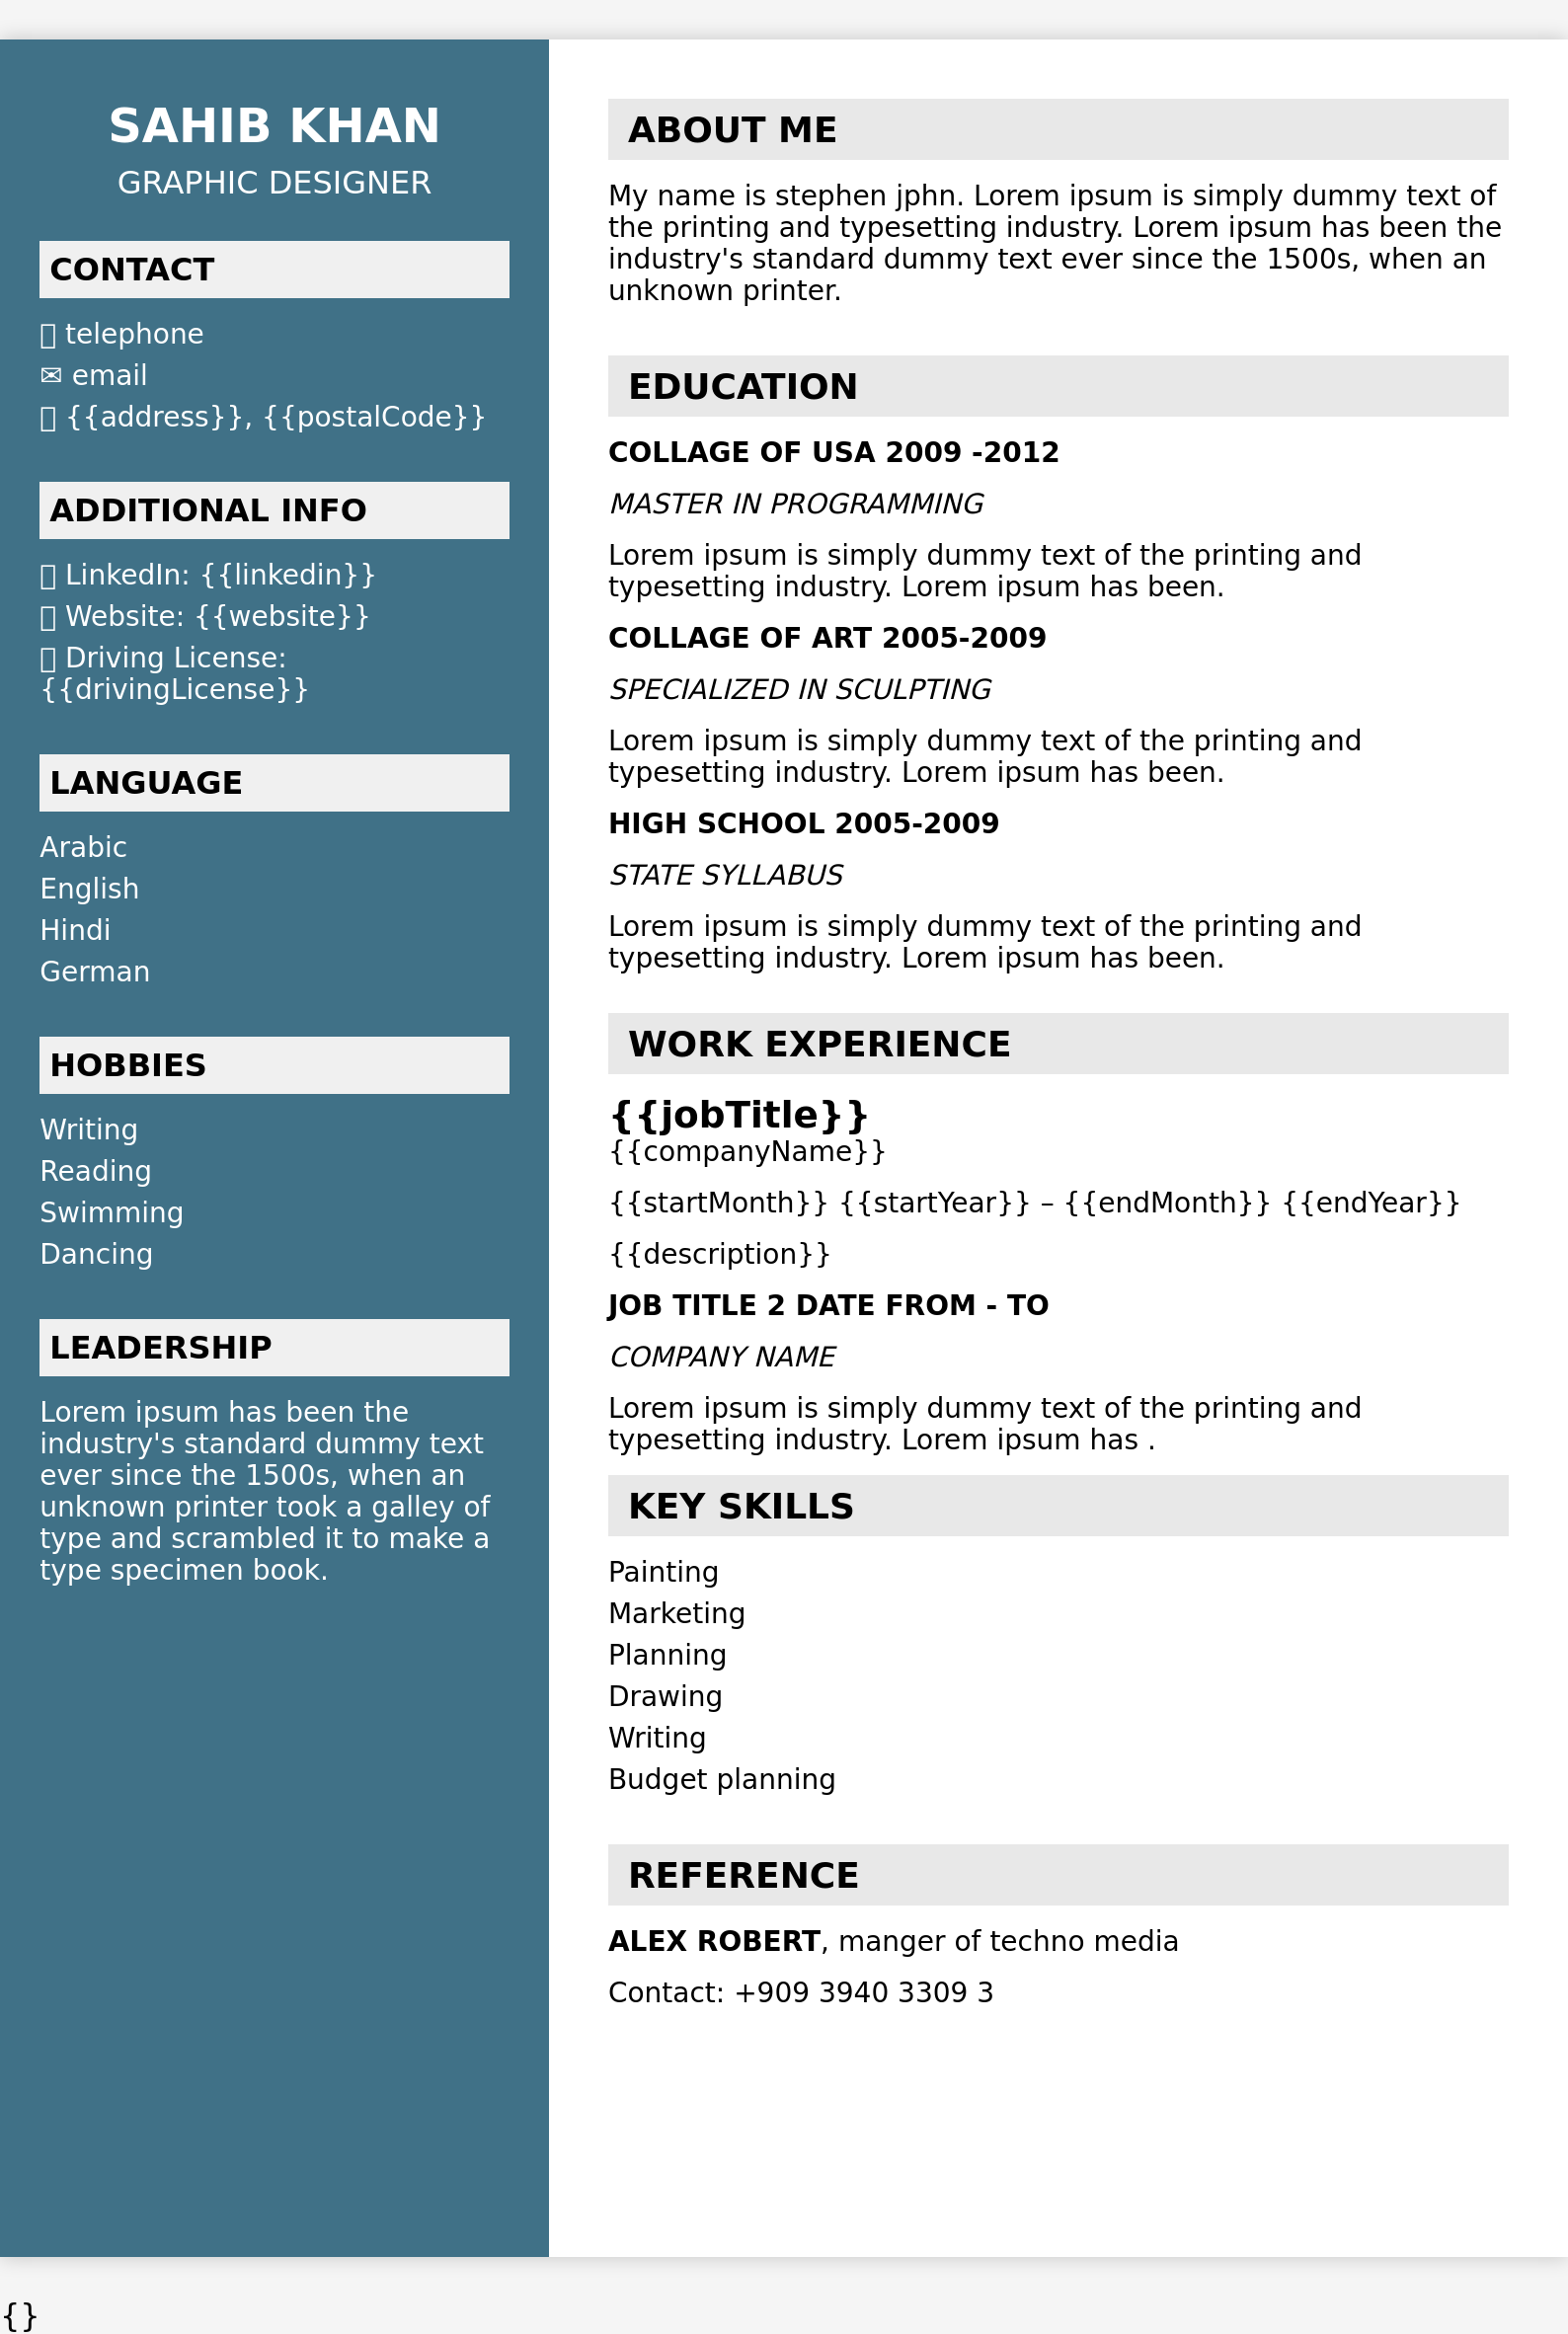 SAHIB KHAN
GRAPHIC DESIGNER
CONTACT
telephone
✉ email
{{address}}, {{postalCode}}
ADDITIONAL INFO
LinkedIn: {{linkedin}}
Website: {{website}}
Driving License:
{{drivingLicense}}
LANGUAGE
Arabic
English
Hindi
German
HOBBIES
Writing
Reading
Swimming
Dancing
LEADERSHIP
Lorem ipsum has been the
industry's standard dummy text
ever since the 1500s, when an
unknown printer took a galley of
type and scrambled it to make a
type specimen book.
ABOUT ME
My name is stephen jphn. Lorem ipsum is simply dummy text of
the printing and typesetting industry. Lorem ipsum has been the
industry's standard dummy text ever since the 1500s, when an
unknown printer.
EDUCATION
COLLAGE OF USA 2009 -2012
MASTER IN PROGRAMMING
Lorem ipsum is simply dummy text of the printing and
typesetting industry. Lorem ipsum has been.
COLLAGE OF ART 2005-2009
SPECIALIZED IN SCULPTING
Lorem ipsum is simply dummy text of the printing and
typesetting industry. Lorem ipsum has been.
HIGH SCHOOL 2005-2009
STATE SYLLABUS
Lorem ipsum is simply dummy text of the printing and
typesetting industry. Lorem ipsum has been.
WORK EXPERIENCE
{{jobTitle}}
{{companyName}}
{{startMonth}} {{startYear}} – {{endMonth}} {{endYear}}
{{description}}
JOB TITLE 2 DATE FROM - TO
COMPANY NAME
Lorem ipsum is simply dummy text of the printing and
typesetting industry. Lorem ipsum has .
KEY SKILLS
Painting
Marketing
Planning
Drawing
Writing
Budget planning
REFERENCE
ALEX ROBERT, manger of techno media
Contact: +909 3940 3309 3
{}